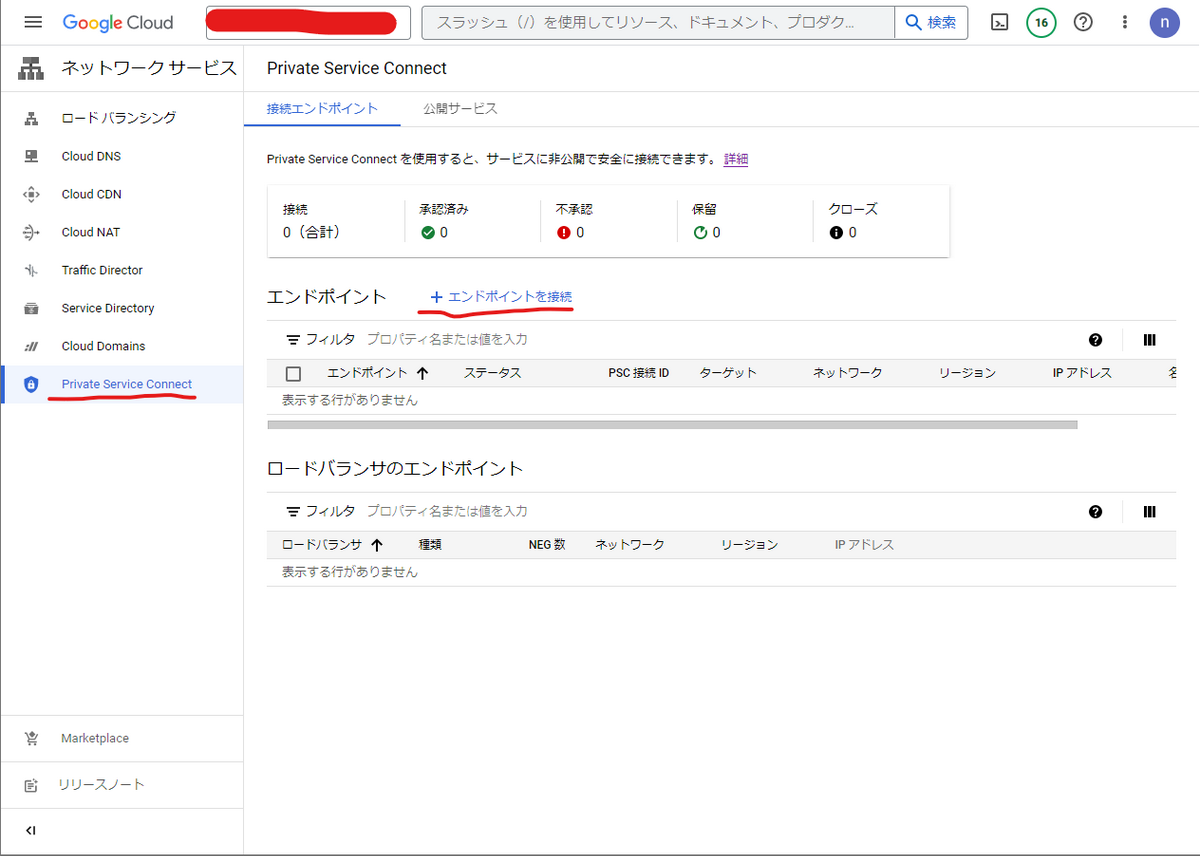 Google Cloud
スラッシュ（/）を使用してリソース、ドキュメント、プロダク...
検索
16
n
ネットワーク サービス
Private Service Connect
ロード バランシング
Cloud DNS
Cloud CDN
Cloud NAT
Traffic Director
Service Directory
Cloud Domains
Private Service Connect
接続エンドポイント
公開サービス
Private Service Connect を使用すると、サービスに非公開で安全に接続できます。 詳細
接続
0（合計）
承認済み
0
不承認
0
保留
0
クローズ
0
エンドポイント
エンドポイントを接続
フィルタ プロパティ名または値を入力
エンドポイント ステータス PSC 接続 ID ターゲット ネットワーク リージョン IP アドレス 名
表示する行がありません
ロードバランサのエンドポイント
フィルタ プロパティ名または値を入力
ロードバランサ 種類 NEG 数 ネットワーク リージョン IP アドレス
表示する行がありません
Marketplace
リリースノート